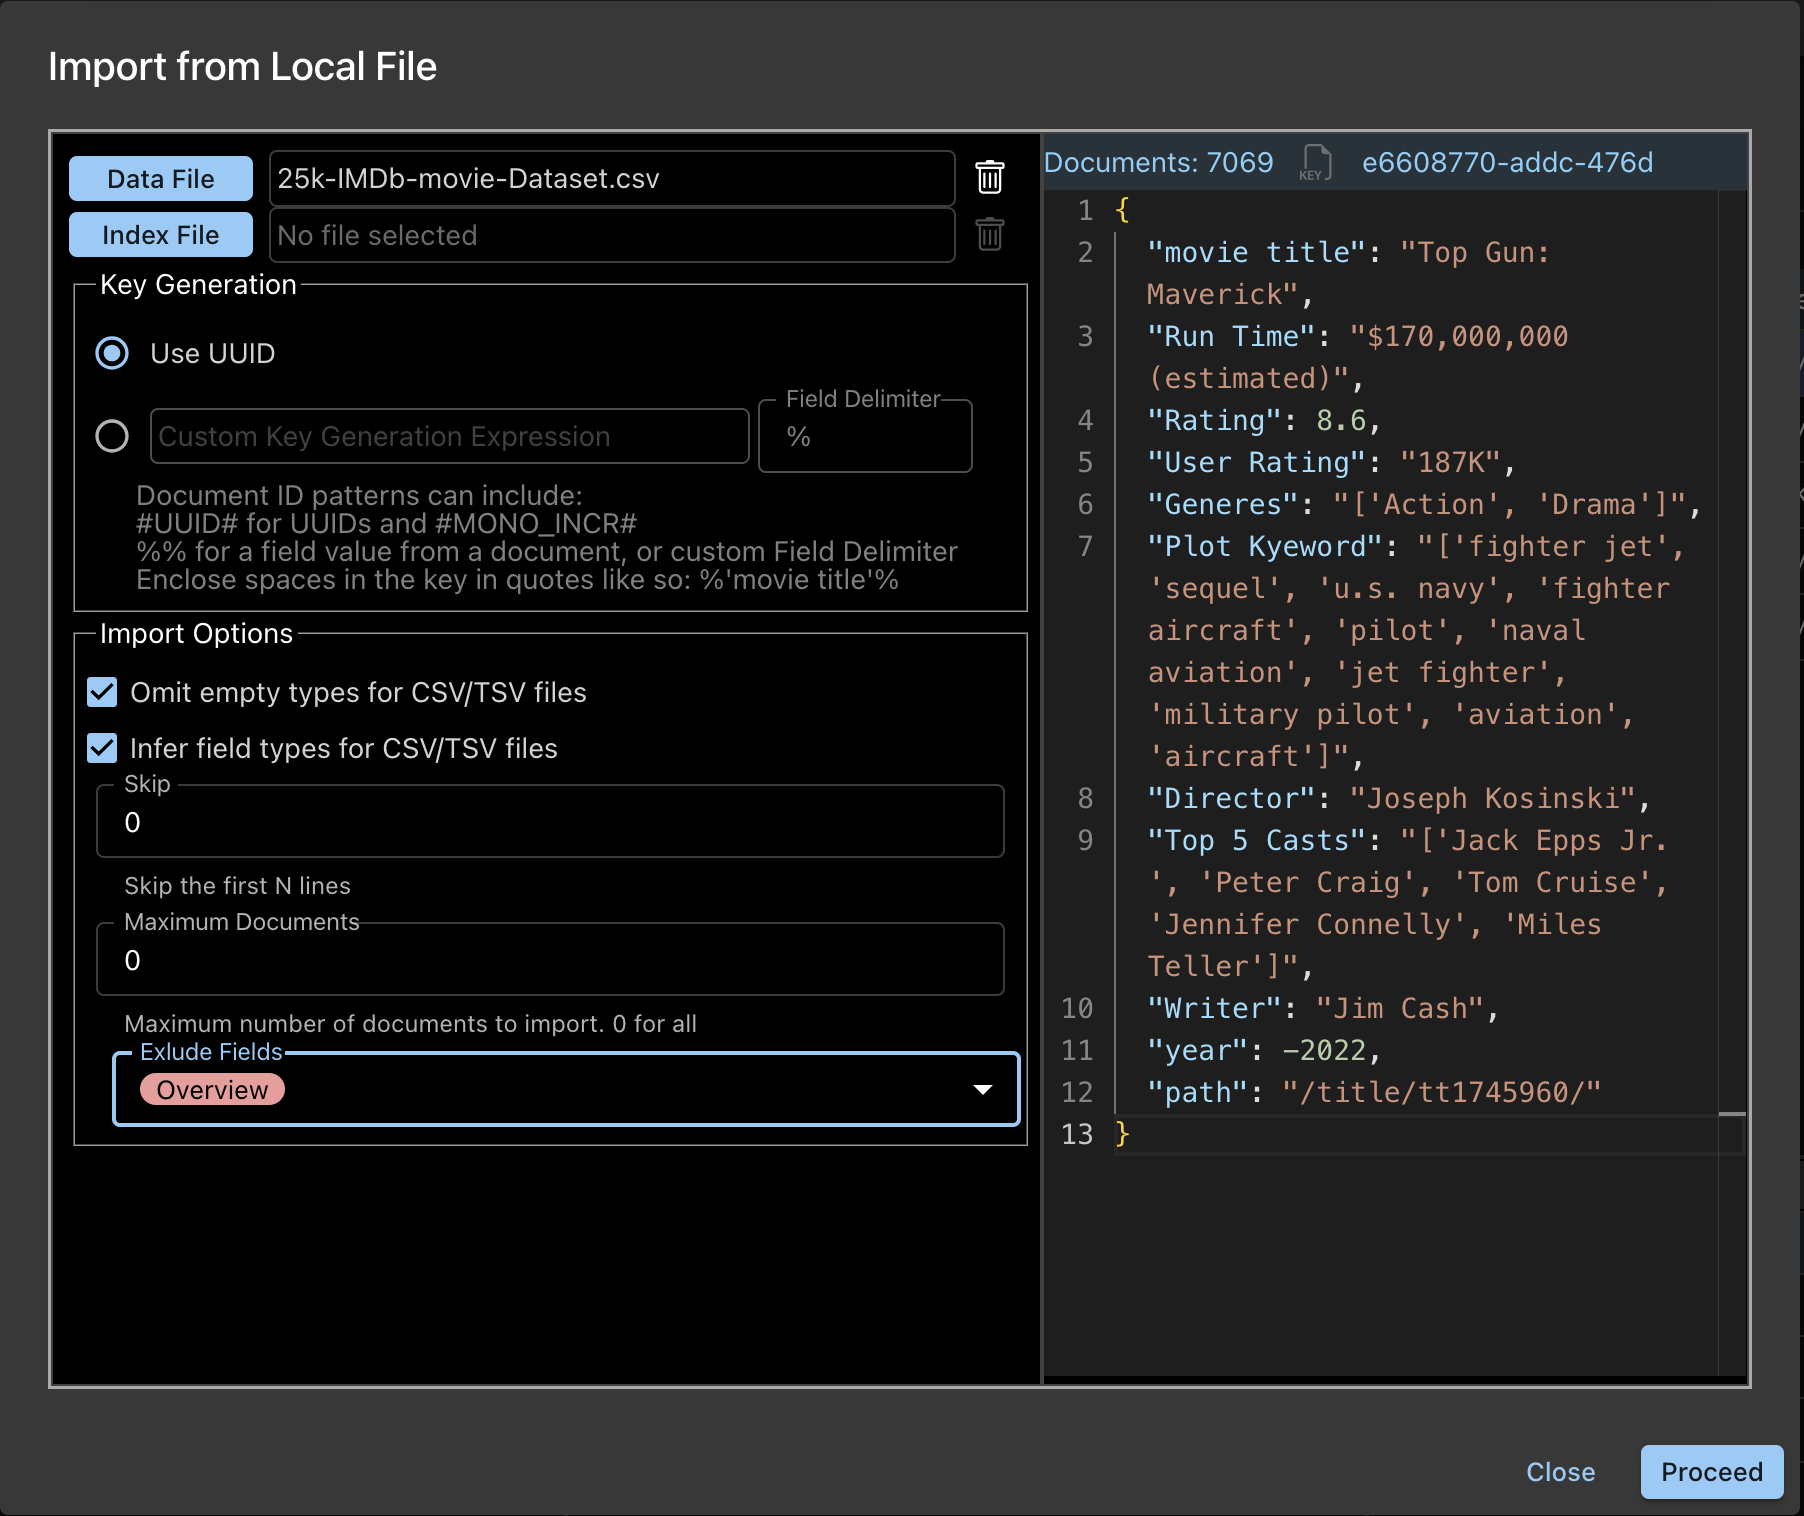 Import from Local File
Data File
25k-IMDb-movie-Dataset.csv
Index File
No file selected
Key Generation
Use UUID
Custom Key Generation Expression
Field Delimiter
%
Document ID patterns can include:
#UUID# for UUIDs and #MONO_INCR#
%% for a field value from a document, or custom Field Delimiter
Enclose spaces in the key in quotes like so: %'movie title'%
Import Options
Omit empty types for CSV/TSV files
Infer field types for CSV/TSV files
Skip
0
Skip the first N lines
Maximum Documents
0
Maximum number of documents to import. 0 for all
Exlude Fields
Overview
Documents: 7069
KEY
e6608770-addc-476d
1 {
2 "movie title": "Top Gun:
Maverick",
3 "Run Time": "$170,000,000
(estimated)",
4 "Rating": 8.6,
5 "User Rating": "187K",
6 "Generes": "['Action', 'Drama']",
7 "Plot Kyeword": "['fighter jet',
'sequel', 'u.s. navy', 'fighter
aircraft', 'pilot', 'naval
aviation', 'jet fighter',
'military pilot', 'aviation',
'aircraft']",
8 "Director": "Joseph Kosinski",
9 "Top 5 Casts": "['Jack Epps Jr.
', 'Peter Craig', 'Tom Cruise',
'Jennifer Connelly', 'Miles
Teller']",
10 "Writer": "Jim Cash",
11 "year": -2022,
12 "path": "/title/tt1745960/"
13 }
Close
Proceed